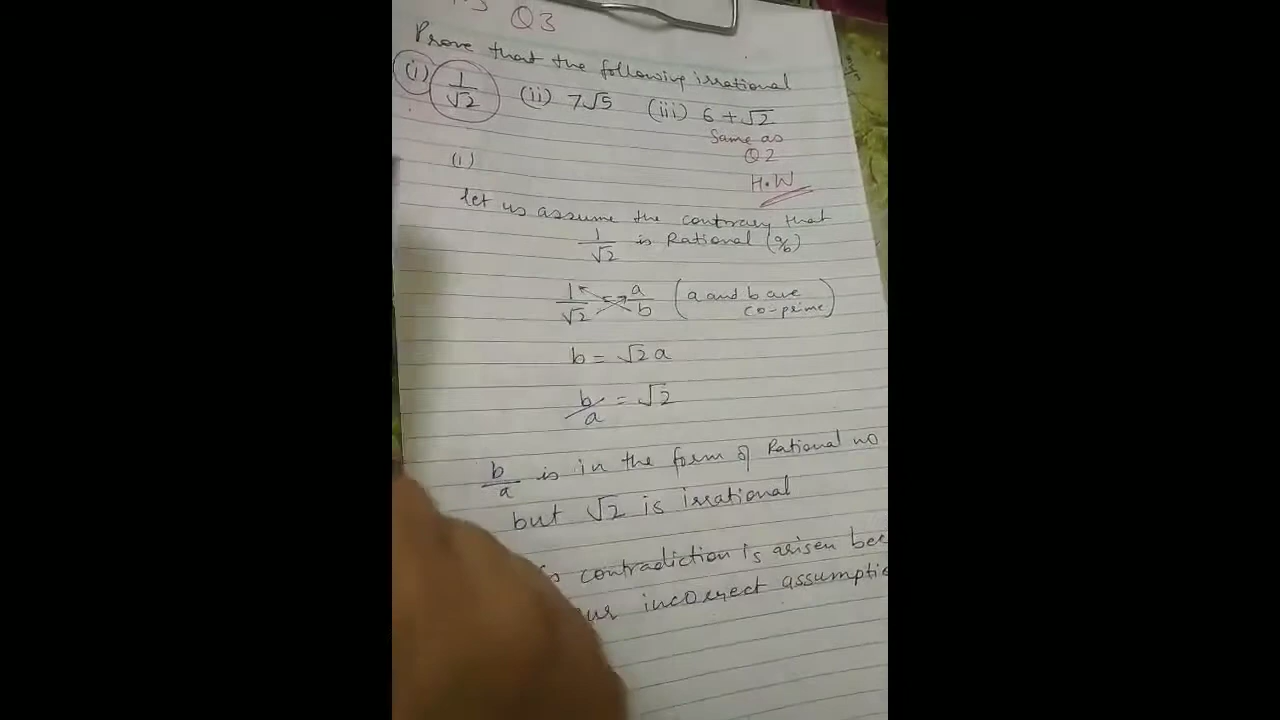 Q3
Prove that the following irrational
(i) 1/√2 (ii) 7√5 (iii) 6 + √2
Same as
Q2
H.W
(i)
let us assume the contrary that
1/√2 is Rational (a/b)
1/√2 a/b (a and b are
co-prime)
b = √2 a
b/a = √2
b/a is in the form of Rational no
but √2 is irrational
contradiction is arisen bec
incorrect assumptio